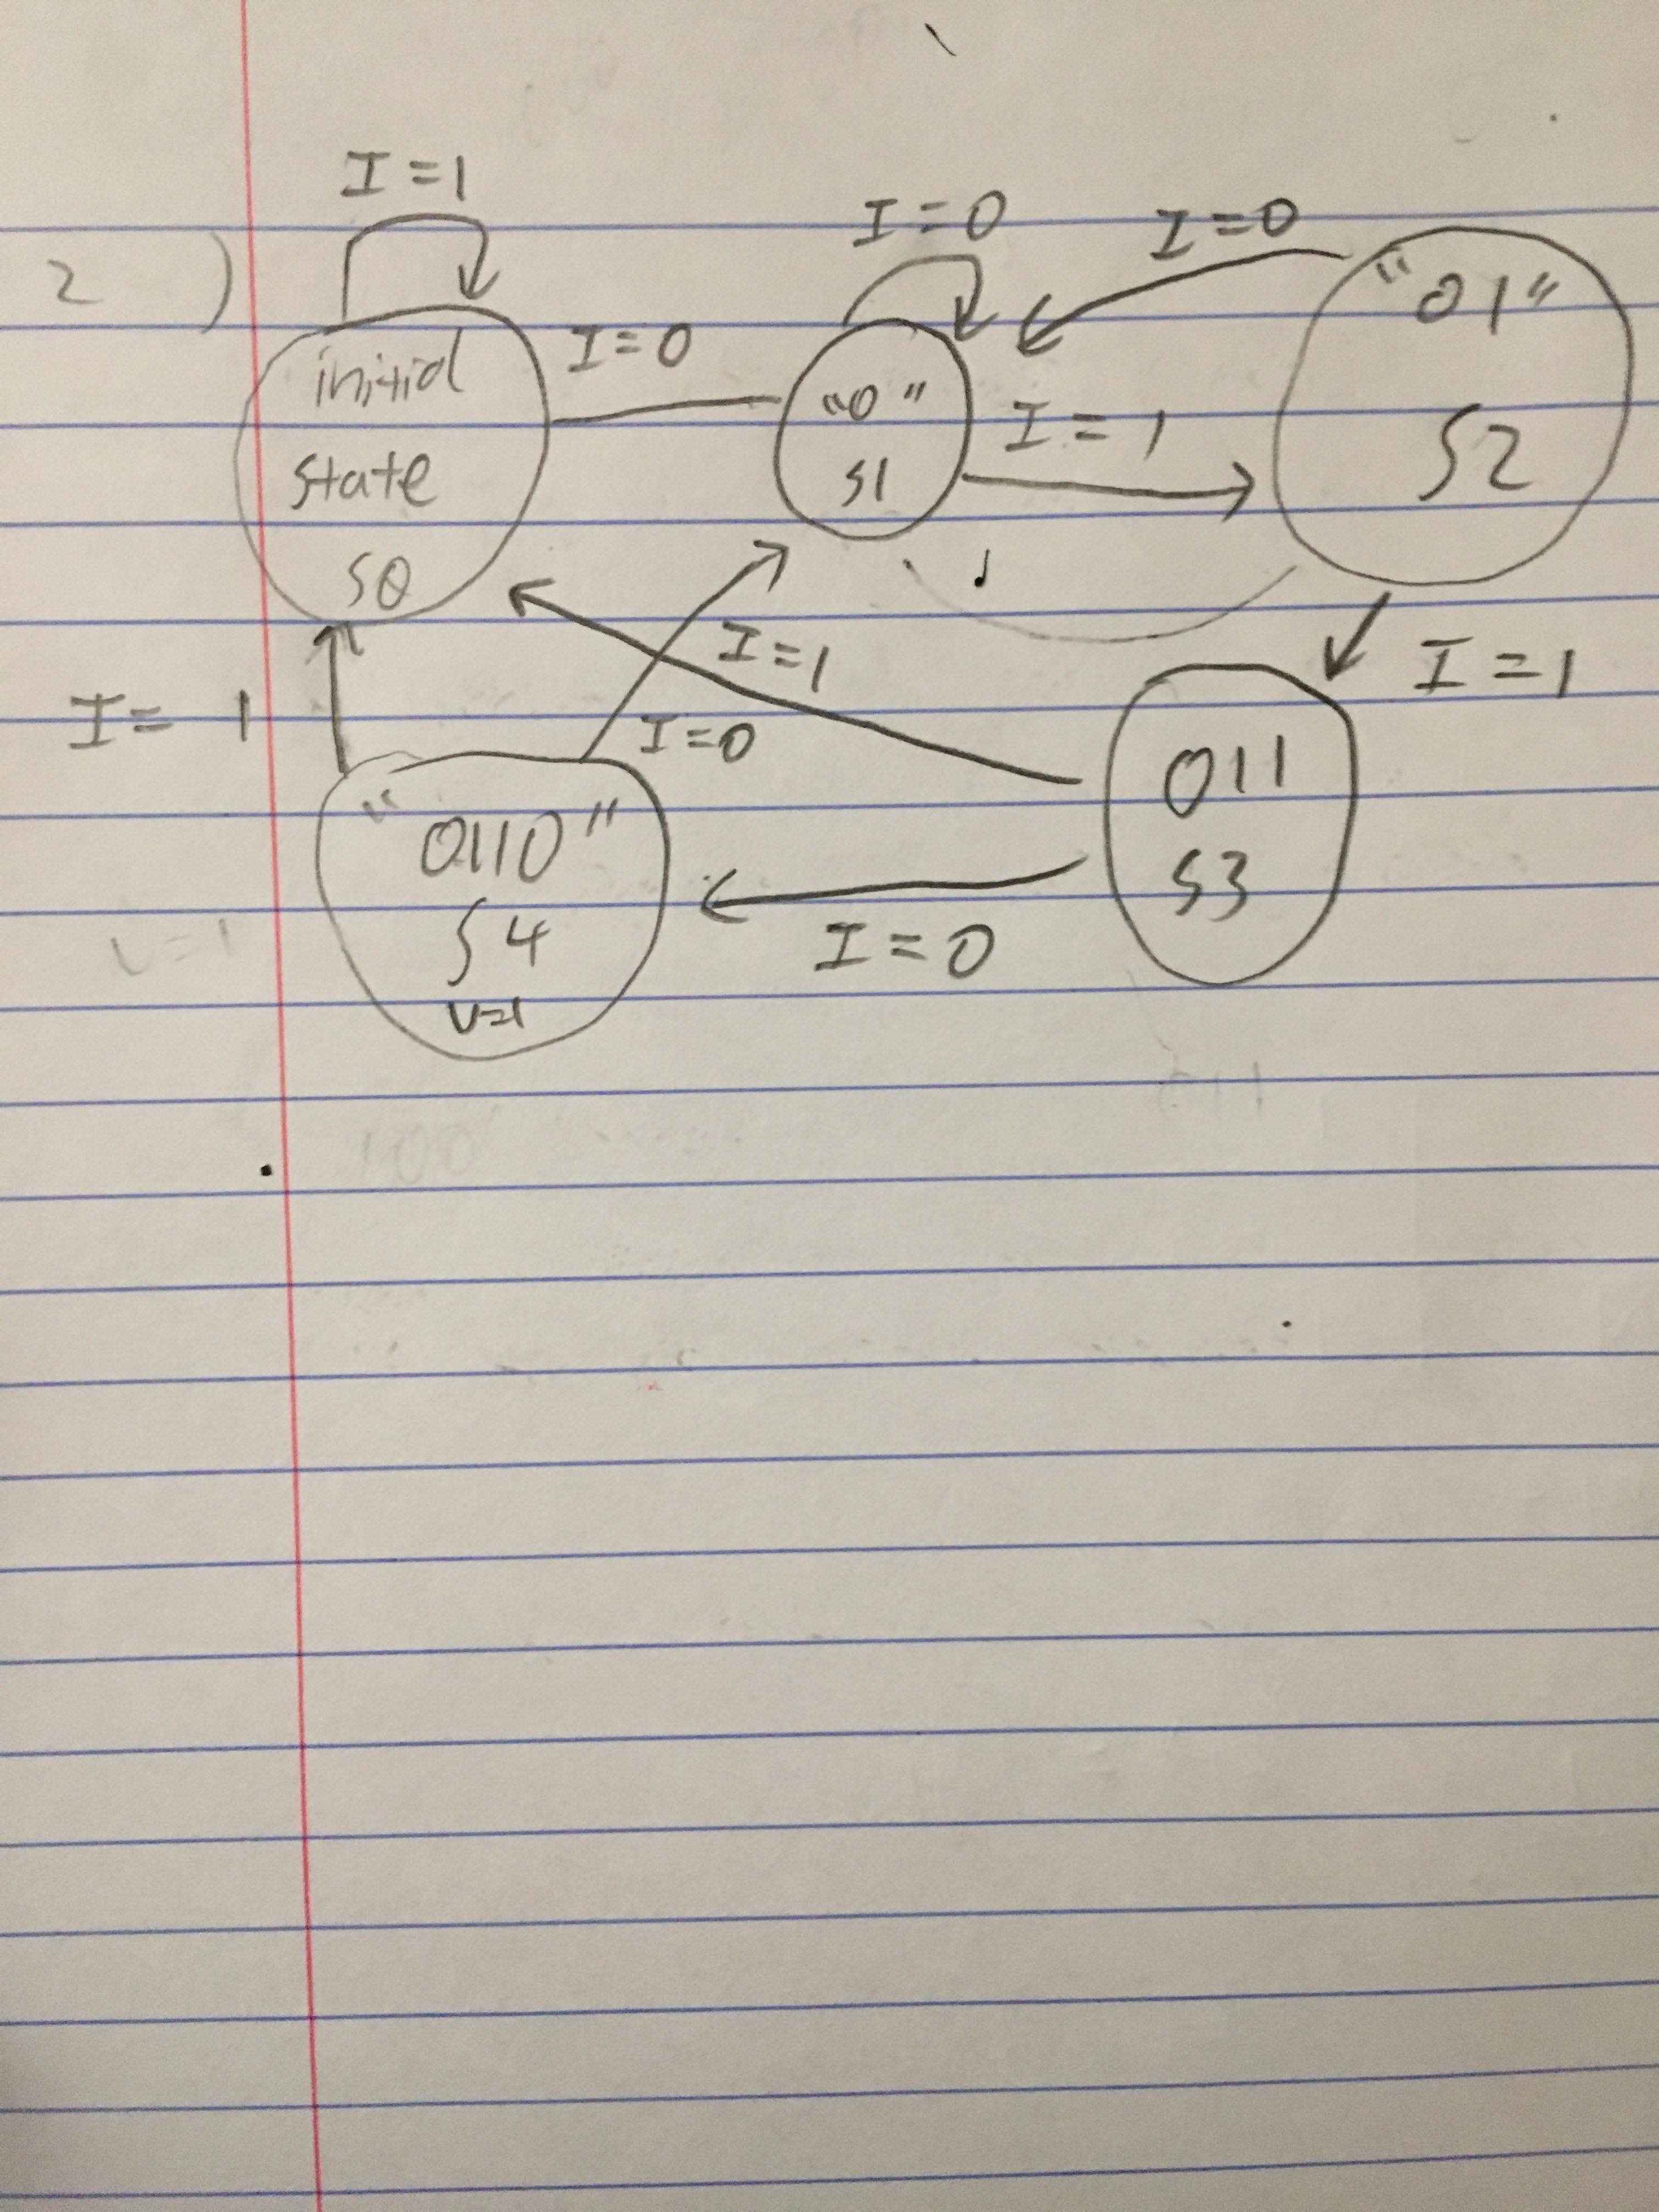 2)
I=1
initial
state
S0
I=0
I=0
"0"
S1
I=0
I=1
"01"
S2
I=1
I=1
I=0
I=1
011
S3
I=0
"0110"
S4
V=1